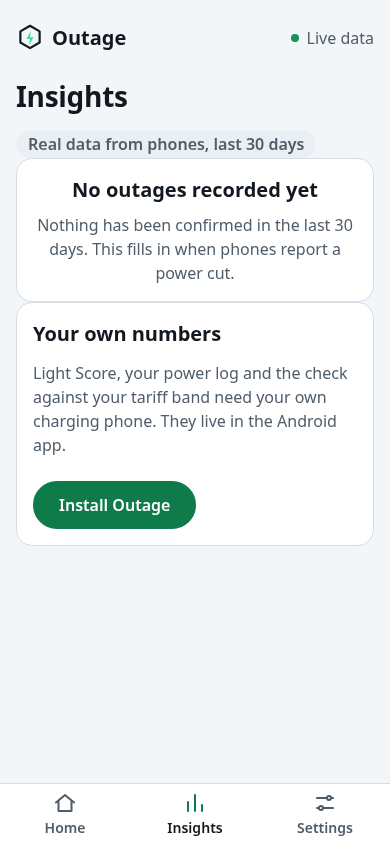 Outage
Live data
Insights
Real data from phones, last 30 days
No outages recorded yet
Nothing has been confirmed in the last 30
days. This fills in when phones report a
power cut.
Your own numbers
Light Score, your power log and the check
against your tariff band need your own
charging phone. They live in the Android
app.
Install Outage
Home
Insights
Settings